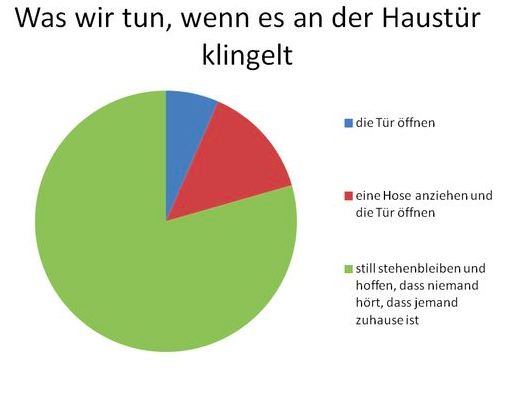 Was wir tun, wenn es an der Haustür
klingelt
die Tür öffnen
eine Hose anziehen und
die Tür öffnen
still stehenbleiben und
hoffen, dass niemand
hört, dass jemand
zuhause ist